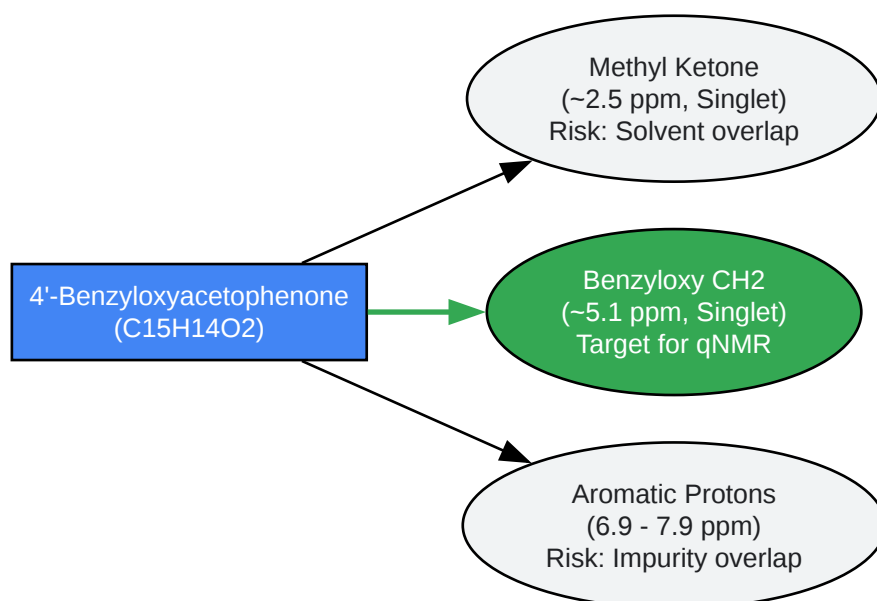 Methyl Ketone
(~2.5 ppm, Singlet)
Risk: Solvent overlap
4'-Benzyloxyacetophenone
(C15H14O2)
Benzyloxy CH2
(~5.1 ppm, Singlet)
Target for qNMR
Aromatic Protons
(6.9 - 7.9 ppm)
Risk: Impurity overlap